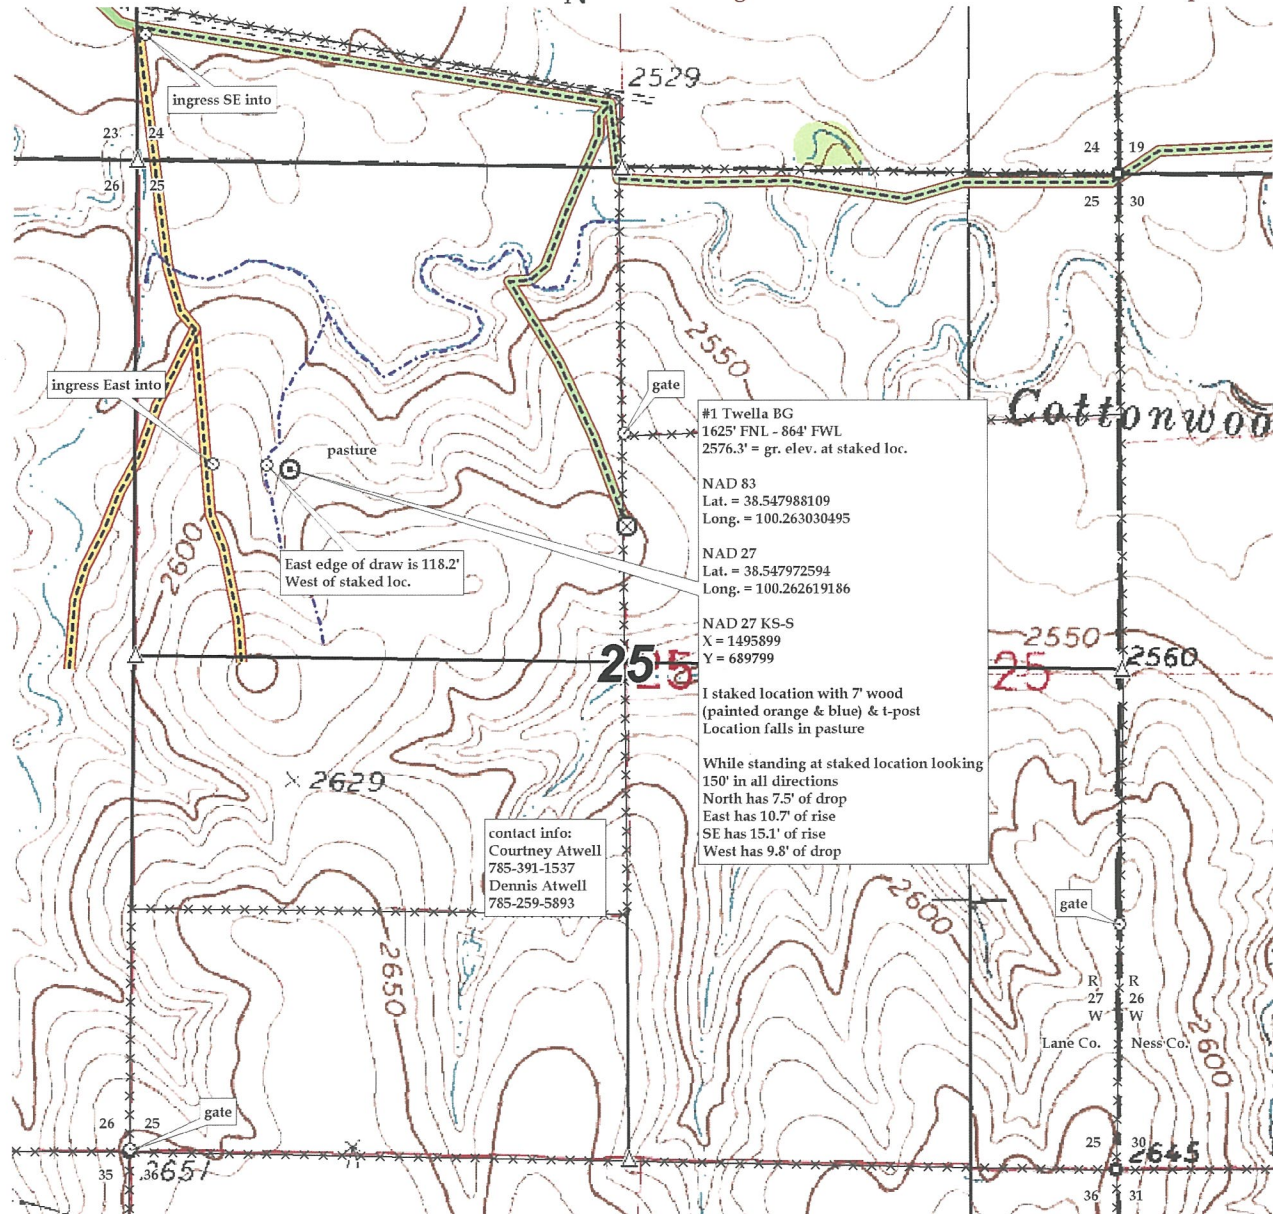 N
2529
ingress SE into
23 24
26 25
24 19
25 30
2550
ingress East into
gate
Cottonwoo
pasture
#1 Twella BG
1625' FNL - 864' FWL
2576.3' = gr. elev. at staked loc.
NAD 83
Lat. = 38.547988109
Long. = 100.263030495
NAD 27
Lat. = 38.547972594
Long. = 100.262619186
NAD 27 KS-S
X = 1495899
Y = 689799
I staked location with 7' wood
(painted orange & blue) & t-post
Location falls in pasture
While standing at staked location looking
150' in all directions
North has 7.5' of drop
East has 10.7' of rise
SE has 15.1' of rise
West has 9.8' of drop
2600
East edge of draw is 118.2'
West of staked loc.
2550
2560
25
25
25
2629
contact info:
Courtney Atwell
785-391-1537
Dennis Atwell
785-259-5893
2600
gate
2650
R R
27 26
W W
Lane Co. Ness Co.
2600
gate
26 25
35 36
2651
25 30
2645
36 31